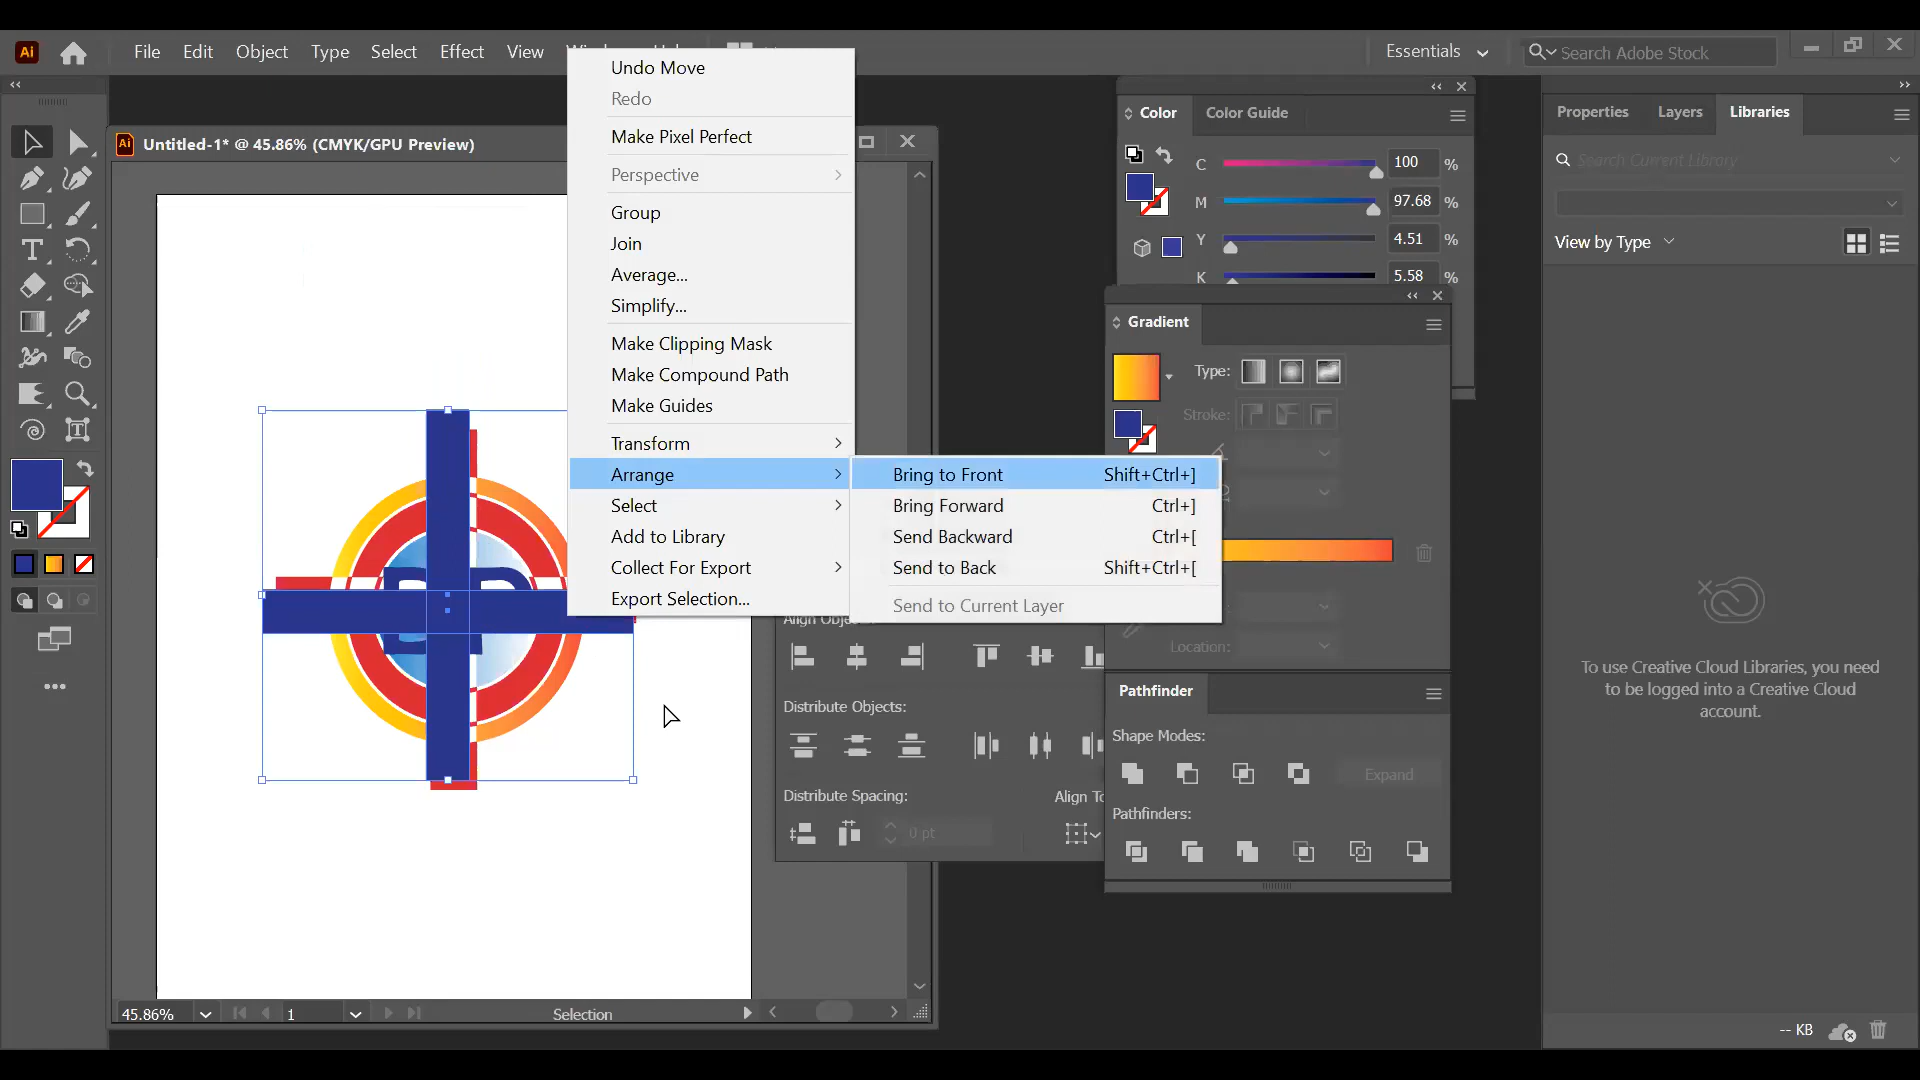 Ai
File Edit Object Type Select Effect View
Essentials
Search Adobe Stock
Untitled-1* @ 45.86% (CMYK/GPU Preview)
Undo Move
Redo
Make Pixel Perfect
Perspective
Group
Join
Average...
Simplify...
Make Clipping Mask
Make Compound Path
Make Guides
Transform
Arrange
Select
Add to Library
Collect For Export
Export Selection...
Bring to Front Shift+Ctrl+]
Bring Forward Ctrl+]
Send Backward Ctrl+[
Send to Back Shift+Ctrl+[
Send to Current Layer
Color Color Guide
C 100 %
M 97.68 %
Y 4.51 %
K 5.58 %
Gradient
Type:
Stroke:
Location:
Align Objects:
Distribute Objects:
Distribute Spacing:
Align To
0 pt
Pathfinder
Shape Modes:
Expand
Pathfinders:
Properties Layers Libraries
Search Current Library
View by Type
To use Creative Cloud Libraries, you need
to be logged into a Creative Cloud
account.
-- KB
45.86% 1 Selection